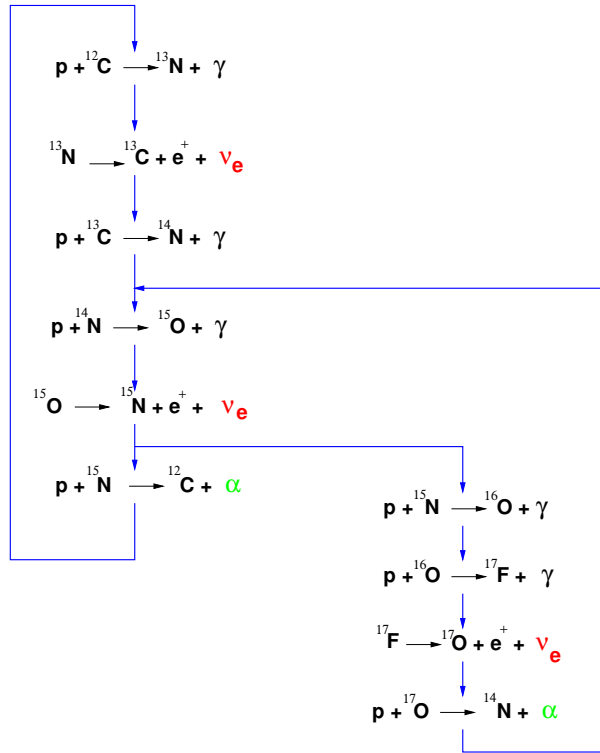 p + ¹²C ⟶ ¹³N + γ
¹³N ⟶ ¹³C + e⁺ + νₑ
p + ¹³C ⟶ ¹⁴N + γ
p + ¹⁴N ⟶ ¹⁵O + γ
¹⁵O ⟶ ¹⁵N + e⁺ + νₑ
p + ¹⁵N ⟶ ¹²C + α
p + ¹⁵N ⟶ ¹⁶O + γ
p + ¹⁶O ⟶ ¹⁷F + γ
¹⁷F ⟶ ¹⁷O + e⁺ + νₑ
p + ¹⁷O ⟶ ¹⁴N + α